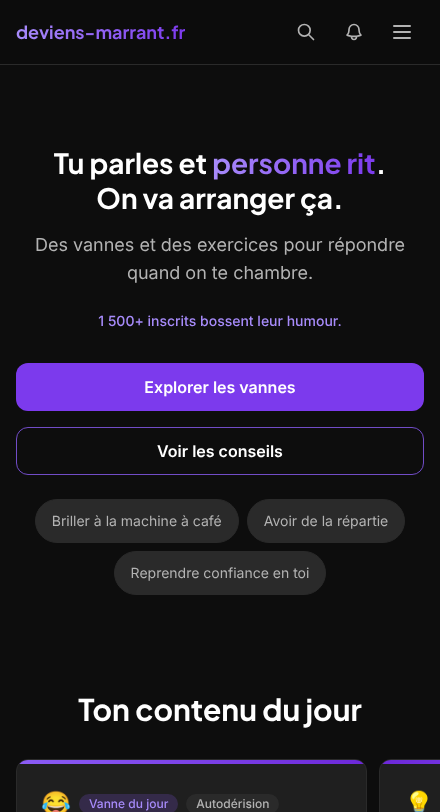 deviens-marrant.fr
Tu parles et personne rit.
On va arranger ça.
Des vannes et des exercices pour répondre
quand on te chambre.
1 500+ inscrits bossent leur humour.
Explorer les vannes
Voir les conseils
Briller à la machine à café
Avoir de la répartie
Reprendre confiance en toi
Ton contenu du jour
Vanne du jour
Autodérision